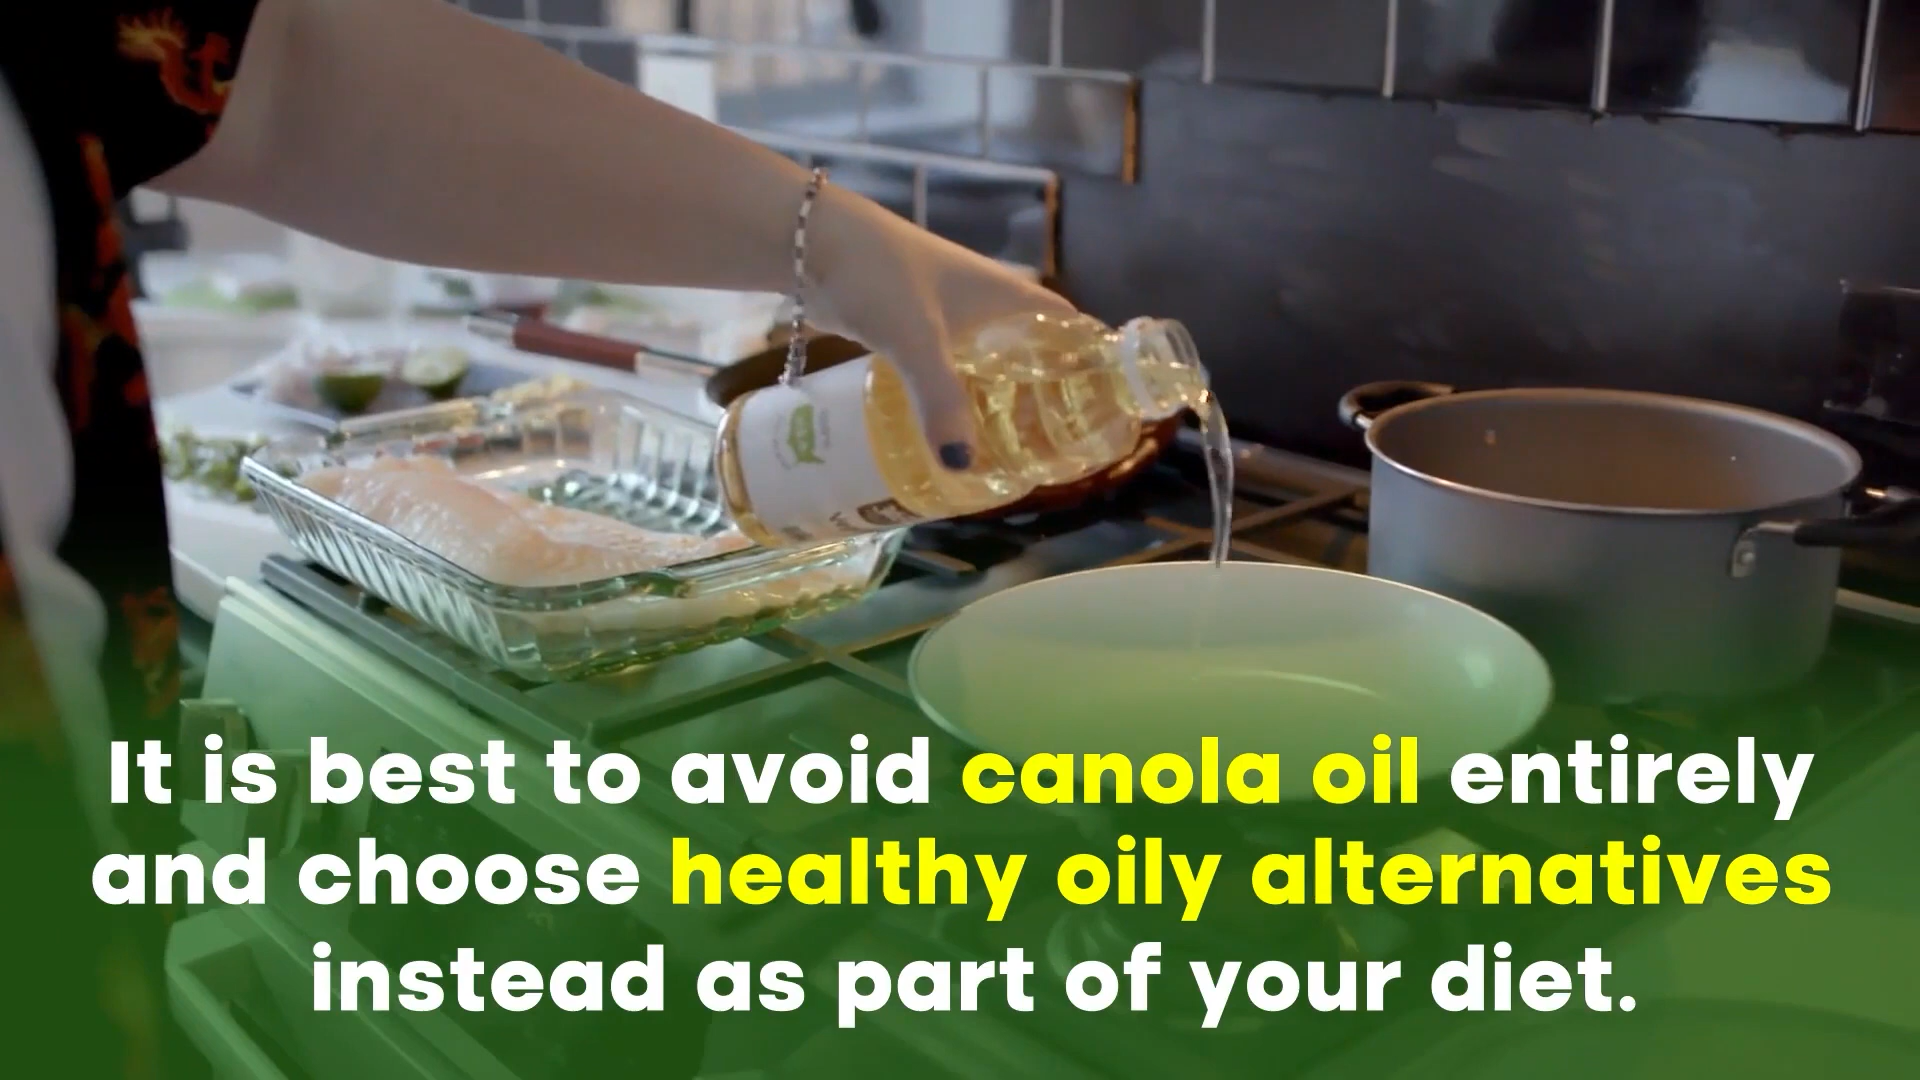 It is best to avoid canola oil entirely
and choose healthy oily alternatives
instead as part of your diet.